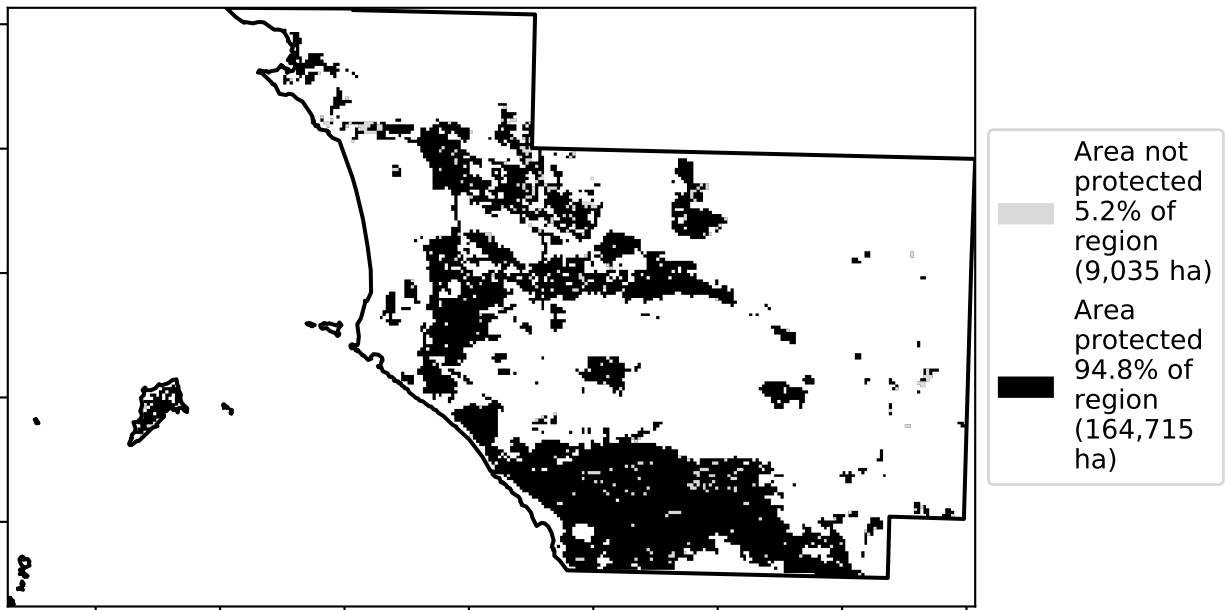 Area not
protected
5.2% of
region
(9,035 ha)
Area
protected
94.8% of
region
(164,715
ha)